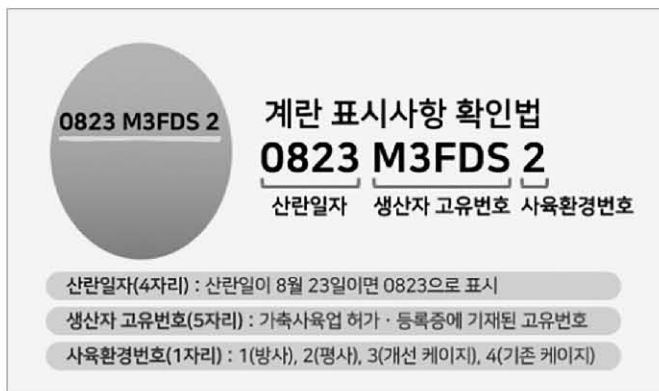 0823 M3FDS 2
계란 표시사항 확인법
0823 M3FDS 2
산란일자 생산자 고유번호 사육환경번호
산란일자(4자리) : 산란일이 8월 23일이면 0823으로 표시
생산자 고유번호(5자리) : 가축사육업 허가 · 등록증에 기재된 고유번호
사육환경번호(1자리) : 1(방사), 2(평사), 3(개선 케이지), 4(기존 케이지)